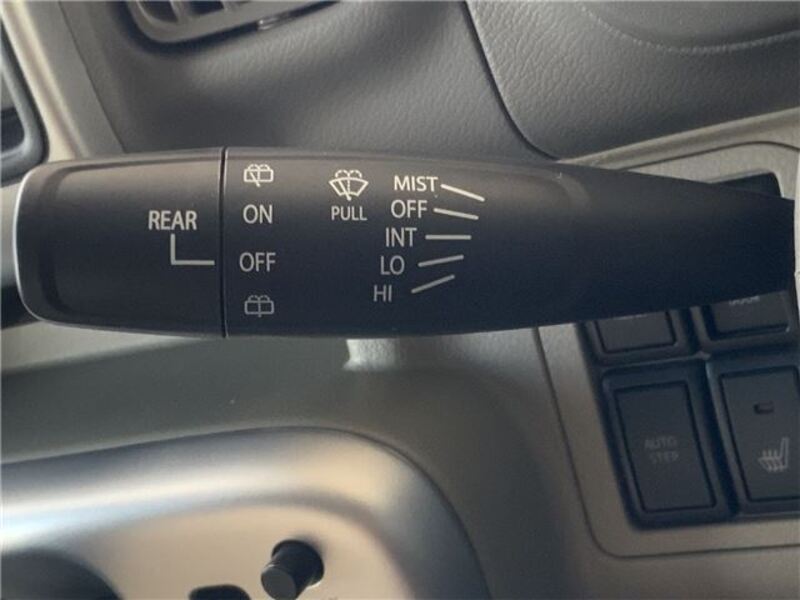 REAR
ON
OFF
PULL
MIST
OFF
INT
LO
HI
AUTO
STEP